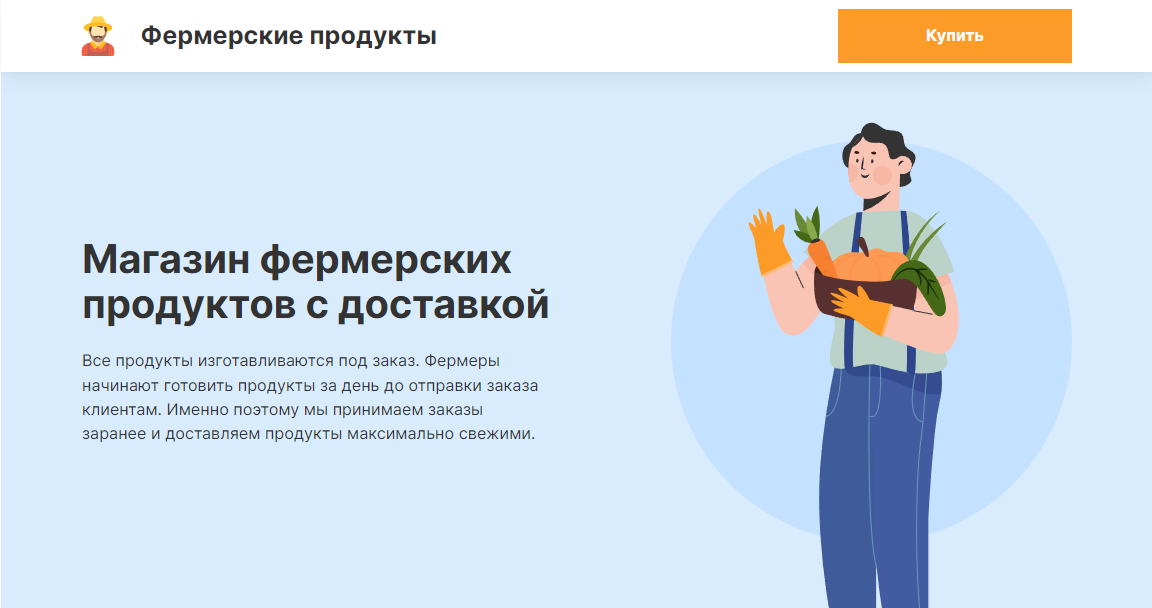 Фермерские продукты
Купить
Магазин фермерских
продуктов с доставкой
Все продукты изготавливаются под заказ. Фермеры
начинают готовить продукты за день до отправки заказа
клиентам. Именно поэтому мы принимаем заказы
заранее и доставляем продукты максимально свежими.